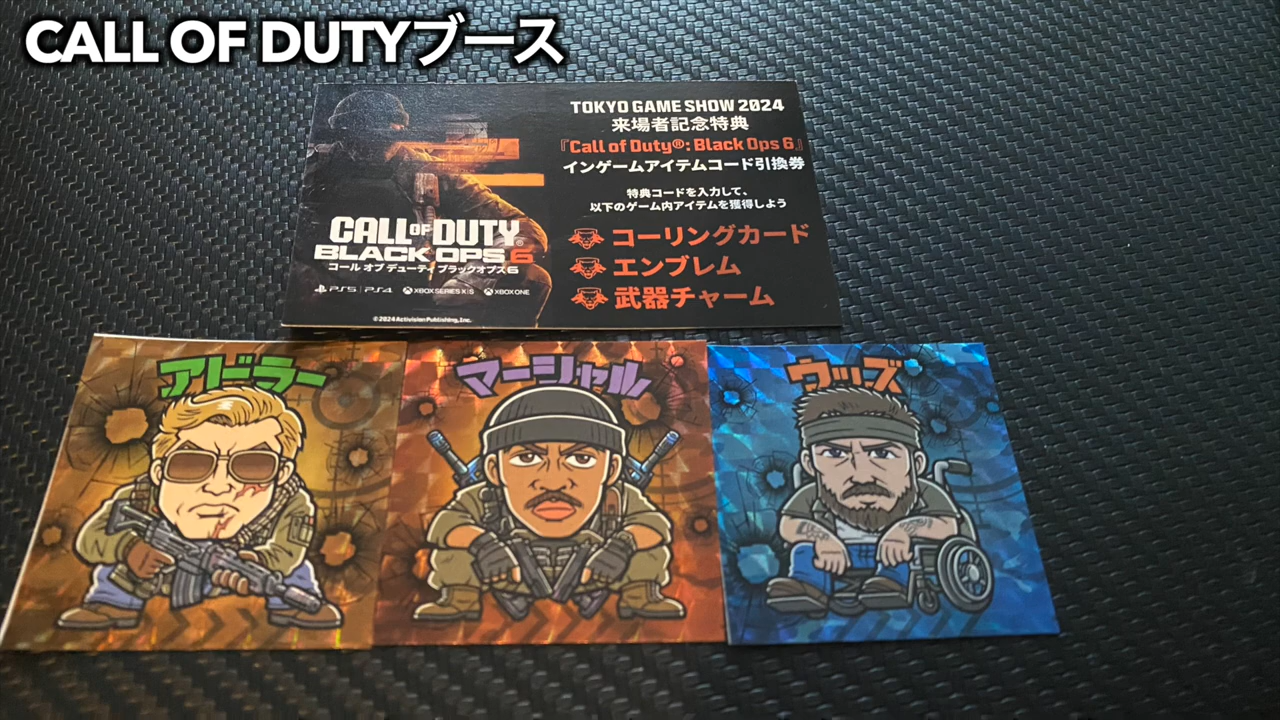 CALL OF DUTYブース
TOKYO GAME SHOW 2024
来場者記念特典
『Call of Duty®: Black Ops 6』
インゲームアイテムコード引換券
特典コードを入力して、
以下のゲーム内アイテムを獲得しよう
コーリングカード
エンブレム
武器チャーム
CALL OF DUTY®
BLACK OPS 6
コール オブ デューティ ブラックオプス6
PS5 | PS4 XBOX SERIES X|S XBOX ONE
©2024 Activision Publishing, Inc.
アドラー
マーシャル
ウッズ